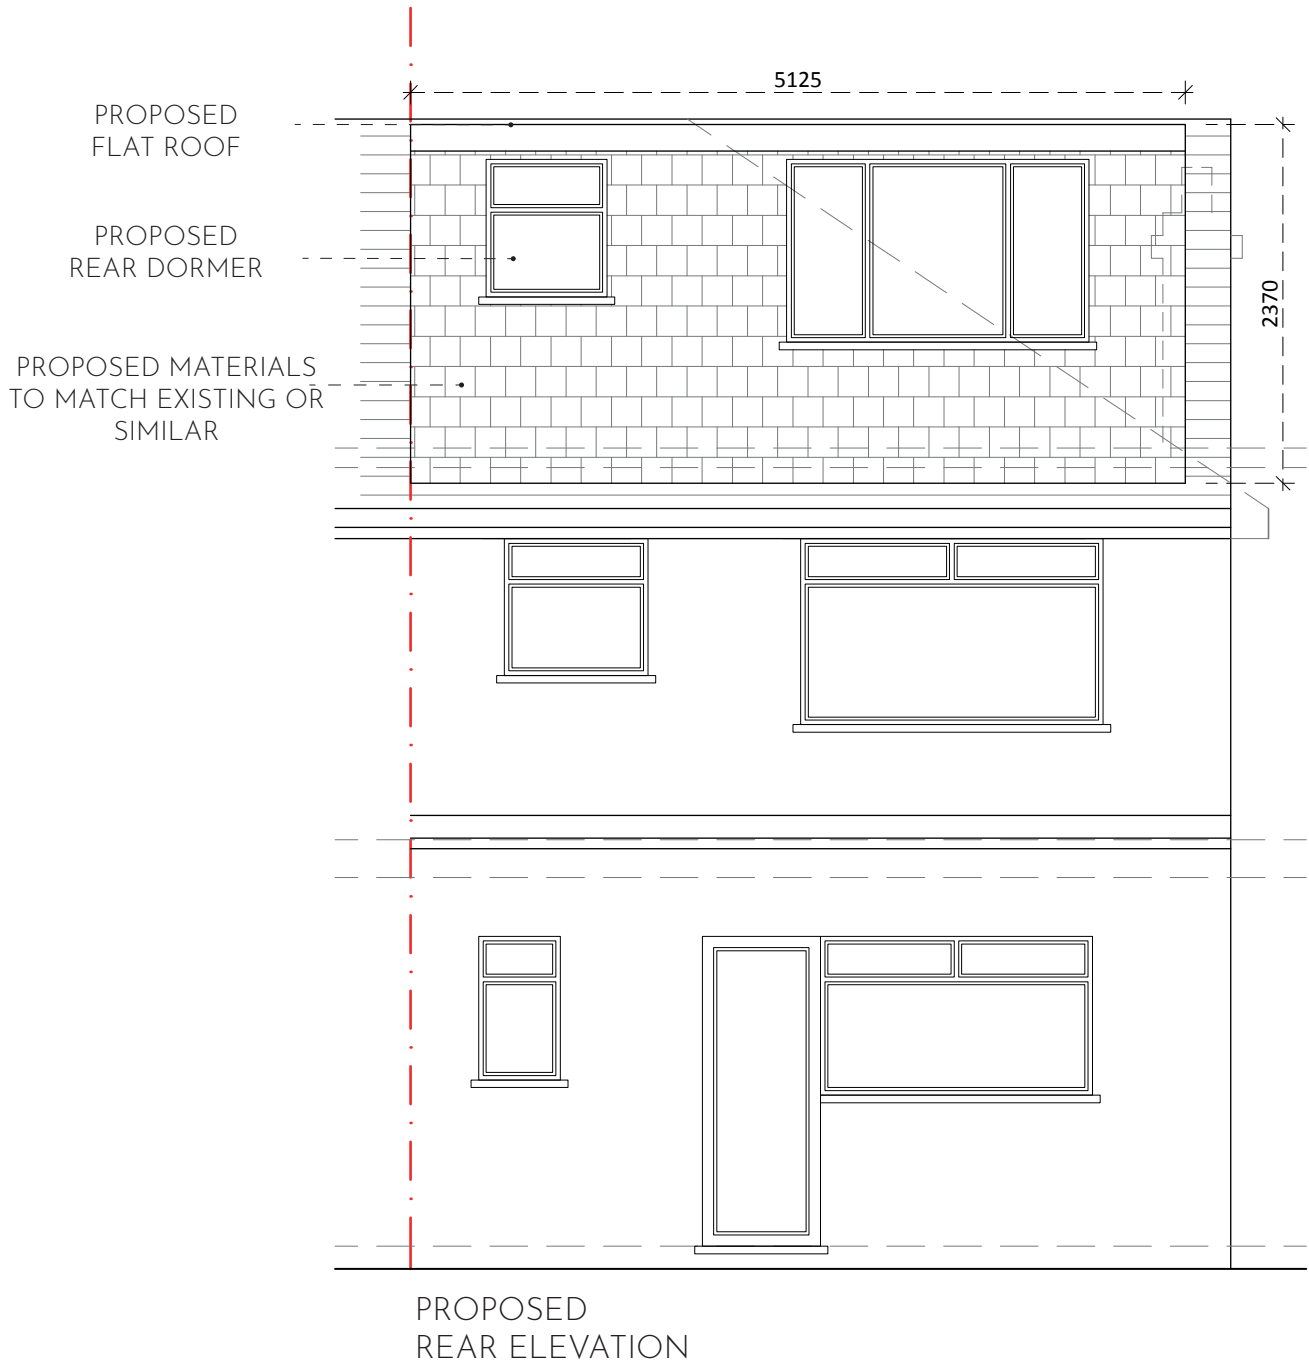 5125
PROPOSED
FLAT ROOF
PROPOSED
REAR DORMER
2370
PROPOSED MATERIALS
TO MATCH EXISTING OR
SIMILAR
PROPOSED
REAR ELEVATION